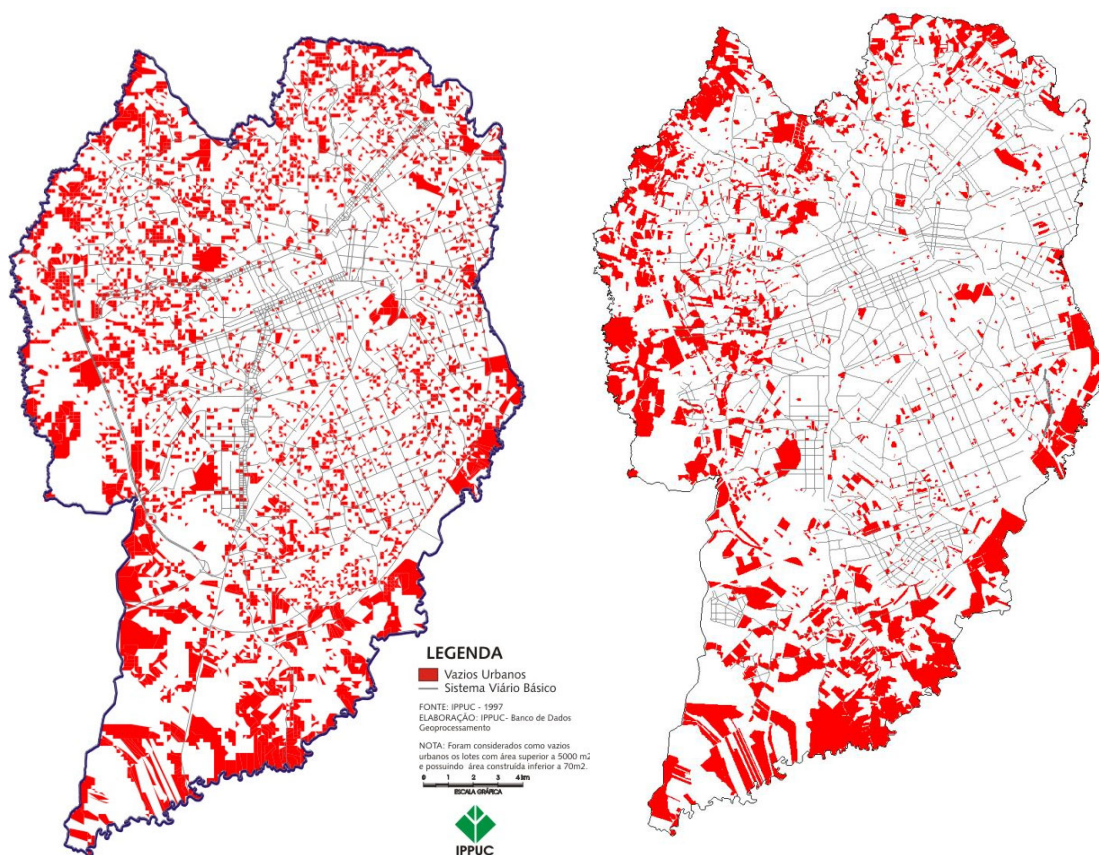 LEGENDA
Vazios Urbanos
Sistema Viário Básico
FONTE: IPPUC - 1997
ELABORAÇÃO: IPPUC- Banco de Dados
Geoprocessamento
NOTA: Foram considerados como vazios
urbanos os lotes com área superior a 5000 m2
e possuindo área construída inferior a 70m2.
0 1 2 3 4 km
ESCALA GRÁFICA
IPPUC